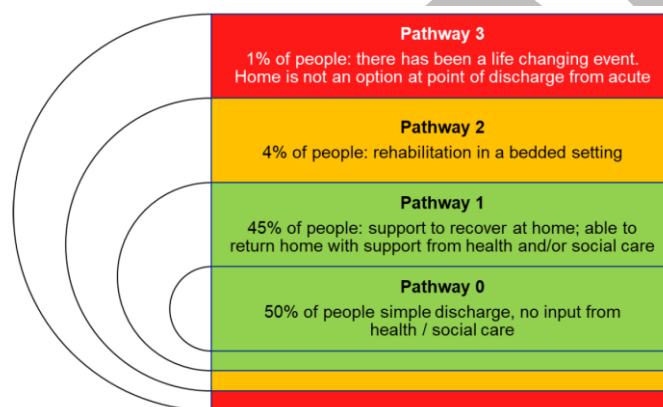 Pathway 3
1% of people: there has been a life changing event.
Home is not an option at point of discharge from acute
Pathway 2
4% of people: rehabilitation in a bedded setting
Pathway 1
45% of people: support to recover at home; able to
return home with support from health and/or social care
Pathway 0
50% of people simple discharge, no input from
health / social care